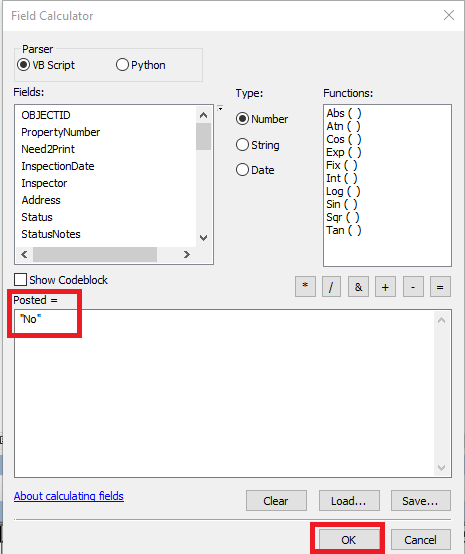 Field Calculator
Parser
VB Script
Python
Fields:
Type:
Functions:
OBJECTID
PropertyNumber
Need2Print
InspectionDate
Inspector
Address
Status
StatusNotes
Number
String
Date
Abs ( )
Atn ( )
Cos ( )
Exp ( )
Fix ( )
Int ( )
Log ( )
Sin ( )
Sqr ( )
Tan ( )
Show Codeblock
* / & + - =
Posted =
"No"
About calculating fields
Clear
Load...
Save...
OK
Cancel